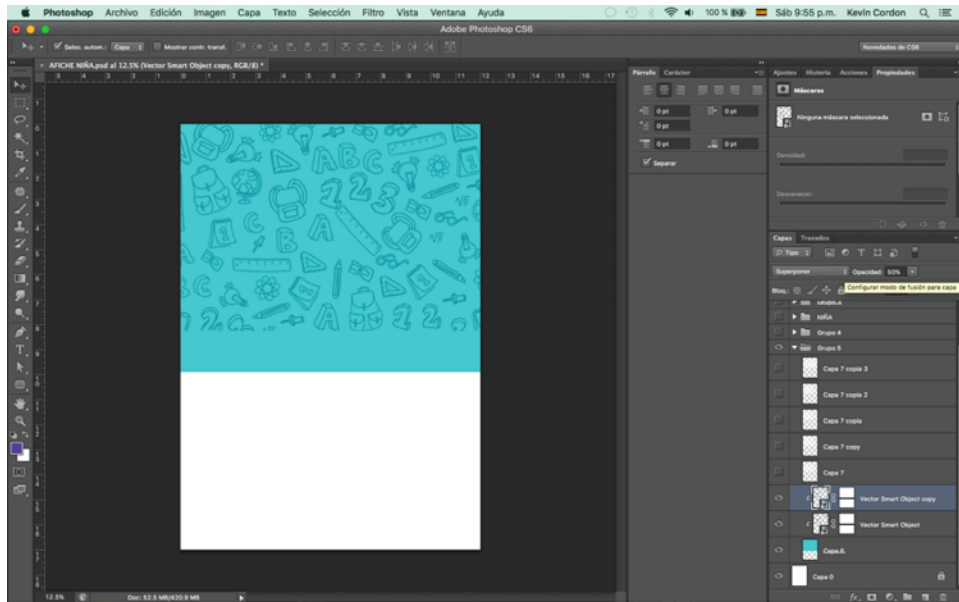 Photoshop Archivo Edición Imagen Capa Texto Selección Filtro Vista Ventana Ayuda 100 % Sáb 9:55 p.m. Kevin Cordon
Adobe Photoshop CS6
Selec. autom.: Capa Mostrar contr. transf. Novedades de CS6
AFICHE NIÑA.psd al 12.5% (Vector Smart Object copy, RGB/8) *
Párrafo Carácter
Ajustes Historia Acciones Propiedades
Máscaras
0 pt 0 pt
0 pt
0 pt 0 pt
Separar
Ninguna máscara seleccionada
Densidad:
Desvanecer:
Capas Trazados
Tipo
Superponer Opacidad: 50%
Bloq.:
Configurar modo de fusión para capa
NIÑA
Grupo 4
Grupo 5
Capa 7 copia 3
Capa 7 copia 2
Capa 7 copia
Capa 7 copy
Capa 7
Vector Smart Object copy
Vector Smart Object
Capa 6
Capa 0
ABC
1 2 2 3
C B A
12.5% Doc: 52.5 MB/420.9 MB